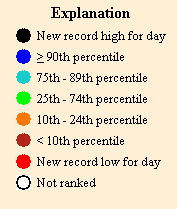 Explanation
New record high for day
≥ 90th percentile
75th - 89th percentile
25th - 74th percentile
10th - 24th percentile
< 10th percentile
New record low for day
Not ranked